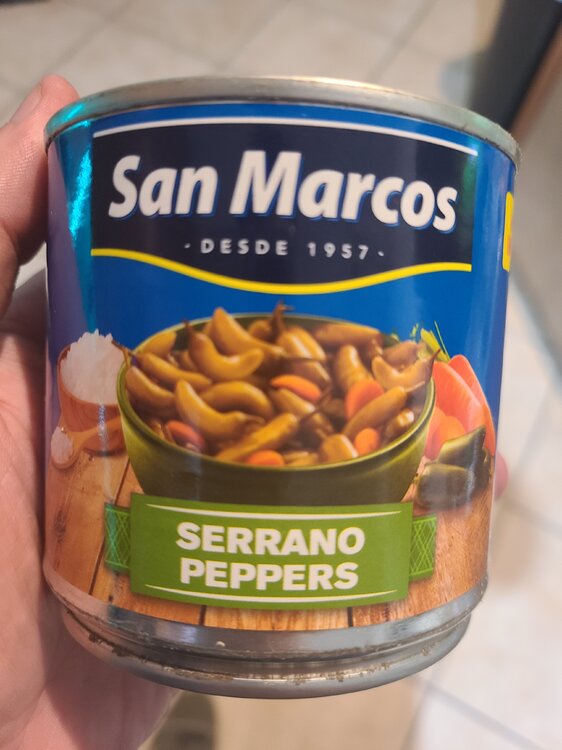 San Marcos
- DESDE 1957 -
SERRANO
PEPPERS